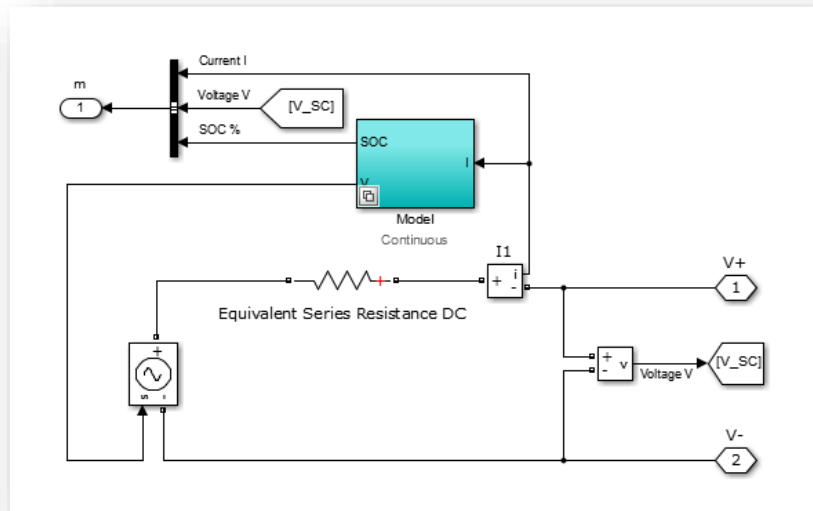 Current I
m
1
Voltage V
[V_SC]
SOC %
SOC
I
V
Model
Continuous
I1
+
i
-
V+
1
Equivalent Series Resistance DC
+
-
v
Voltage V
[V_SC]
+
s
-
V-
2